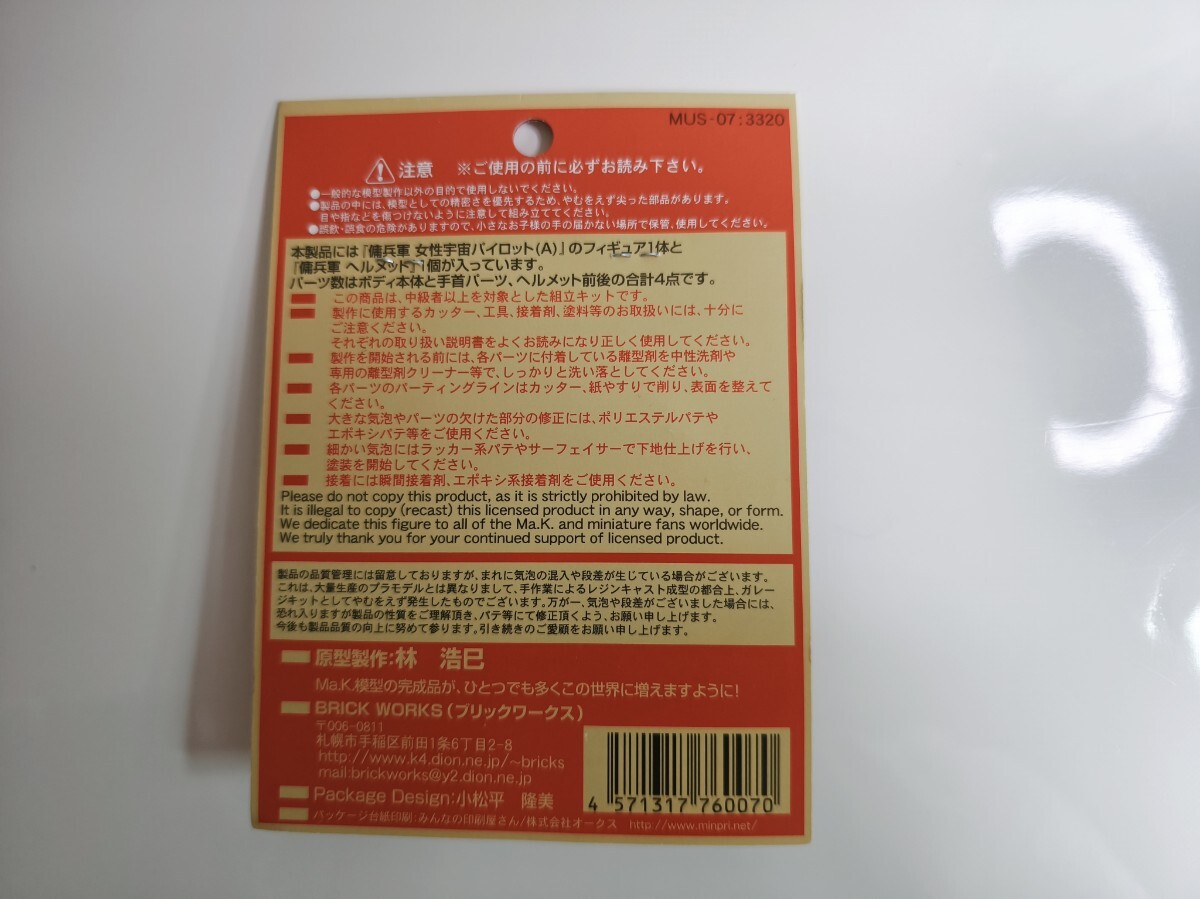 MUS-07:3320
注意 ※ご使用の前に必ずお読み下さい。
●一般的な模型製作以外の目的で使用しないでください。
●製品の中には、模型としての精密さを優先するため、やむをえず尖った部品があります。
目や指などを傷つけないように注意して組み立ててください。
●誤飲・誤食の危険がありますので、小さなお子様の手の届かない場所で保管、使用してください。
本製品には『傭兵軍 女性宇宙パイロット(A)』のフィギュア1体と
『傭兵軍 ヘルメッド』1個が入っています。
パーツ数はボディ本体と手首パーツ、ヘルメット前後の合計4点です。
この商品は、中級者以上を対象とした組立キットです。
製作に使用するカッター、工具、接着剤、塗料等のお取扱いには、十分に
ご注意ください。
それぞれの取り扱い説明書をよくお読みになり正しく使用してください。
製作を開始される前には、各パーツに付着している離型剤を中性洗剤や
専用の離型剤クリーナー等で、しっかりと洗い落としてください。
各パーツのパーティングラインはカッター、紙やすりで削り、表面を整えて
ください。
大きな気泡やパーツの欠けた部分の修正には、ポリエステルパテや
エポキシパテ等をご使用ください。
細かい気泡にはラッカー系パテやサーフェイサーで下地仕上げを行い、
塗装を開始してください。
接着には瞬間接着剤、エポキシ系接着剤をご使用ください。
Please do not copy this product, as it is strictly prohibited by law.
It is illegal to copy (recast) this licensed product in any way, shape, or form.
We dedicate this figure to all of the Ma.K. and miniature fans worldwide.
We truly thank you for your continued support of licensed product.
製品の品質管理には留意しておりますが、まれに気泡の混入や段差が生じている場合がございます。
これは、大量生産のプラモデルとは異なりまして、手作業によるレジンキャスト成型の都合上、ガレー
ジキットとしてやむをえず発生したものでございます。万が一、気泡や段差がございました場合には、
恐れ入りますが製品の性質をご理解頂き、パテ等にて修正頂くよう、お願い申し上げます。
今後も製品品質の向上に努めて参ります。引き続きのご愛顧をお願い申し上げます。
原型製作:林 浩巳
Ma.K.模型の完成品が、ひとつでも多くこの世界に増えますように!
BRICK WORKS(ブリックワークス)
〒006-0811
札幌市手稲区前田1条6丁目2-8
http://www.k4.dion.ne.jp/~bricks
mail:brickworks@y2.dion.ne.jp
Package Design:小松平 隆美
パッケージ台紙印刷:みんなの印刷屋さん/株式会社オークス http://www.minpri.net/
4 571317 760070